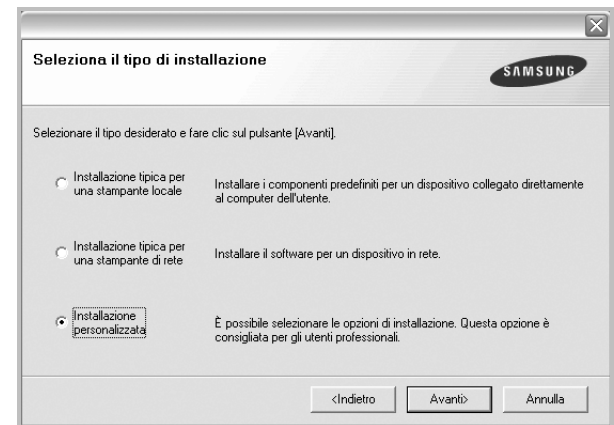 Seleziona il tipo di installazione
SAMSUNG
Selezionare il tipo desiderato e fare clic sul pulsante [Avanti].
Installazione tipica per
una stampante locale
Installare i componenti predefiniti per un dispositivo collegato direttamente
al computer dell'utente.
Installazione tipica per
una stampante di rete
Installare il software per un dispositivo in rete.
Installazione
personalizzata
È possibile selezionare le opzioni di installazione. Questa opzione è
consigliata per gli utenti professionali.
<Indietro
Avanti>
Annulla